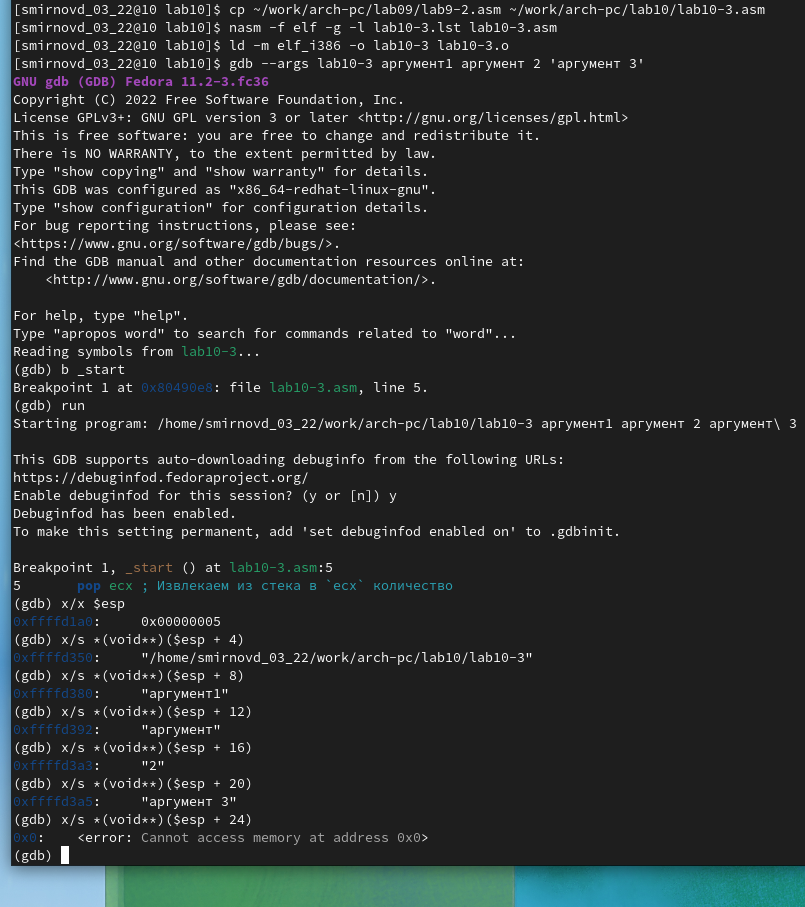 [smirnovd_03_22@10 lab10]$ cp ~/work/arch-pc/lab09/lab9-2.asm ~/work/arch-pc/lab10/lab10-3.asm
[smirnovd_03_22@10 lab10]$ nasm -f elf -g -l lab10-3.lst lab10-3.asm
[smirnovd_03_22@10 lab10]$ ld -m elf_i386 -o lab10-3 lab10-3.o
[smirnovd_03_22@10 lab10]$ gdb --args lab10-3 аргумент1 аргумент 2 'аргумент 3'
GNU gdb (GDB) Fedora 11.2-3.fc36
Copyright (C) 2022 Free Software Foundation, Inc.
License GPLv3+: GNU GPL version 3 or later <http://gnu.org/licenses/gpl.html>
This is free software: you are free to change and redistribute it.
There is NO WARRANTY, to the extent permitted by law.
Type "show copying" and "show warranty" for details.
This GDB was configured as "x86_64-redhat-linux-gnu".
Type "show configuration" for configuration details.
For bug reporting instructions, please see:
<https://www.gnu.org/software/gdb/bugs/>.
Find the GDB manual and other documentation resources online at:
    <http://www.gnu.org/software/gdb/documentation/>.

For help, type "help".
Type "apropos word" to search for commands related to "word"...
Reading symbols from lab10-3...
(gdb) b _start
Breakpoint 1 at 0x80490e8: file lab10-3.asm, line 5.
(gdb) run
Starting program: /home/smirnovd_03_22/work/arch-pc/lab10/lab10-3 аргумент1 аргумент 2 аргумент\ 3

This GDB supports auto-downloading debuginfo from the following URLs:
https://debuginfod.fedoraproject.org/
Enable debuginfod for this session? (y or [n]) y
Debuginfod has been enabled.
To make this setting permanent, add 'set debuginfod enabled on' to .gdbinit.

Breakpoint 1, _start () at lab10-3.asm:5
5       pop ecx ; Извлекаем из стека в `ecx` количество
(gdb) x/x $esp
0xffffd1a0:     0x00000005
(gdb) x/s *(void**)($esp + 4)
0xffffd350:     "/home/smirnovd_03_22/work/arch-pc/lab10/lab10-3"
(gdb) x/s *(void**)($esp + 8)
0xffffd380:     "аргумент1"
(gdb) x/s *(void**)($esp + 12)
0xffffd392:     "аргумент"
(gdb) x/s *(void**)($esp + 16)
0xffffd3a3:     "2"
(gdb) x/s *(void**)($esp + 20)
0xffffd3a5:     "аргумент 3"
(gdb) x/s *(void**)($esp + 24)
0x0:    <error: Cannot access memory at address 0x0>
(gdb)